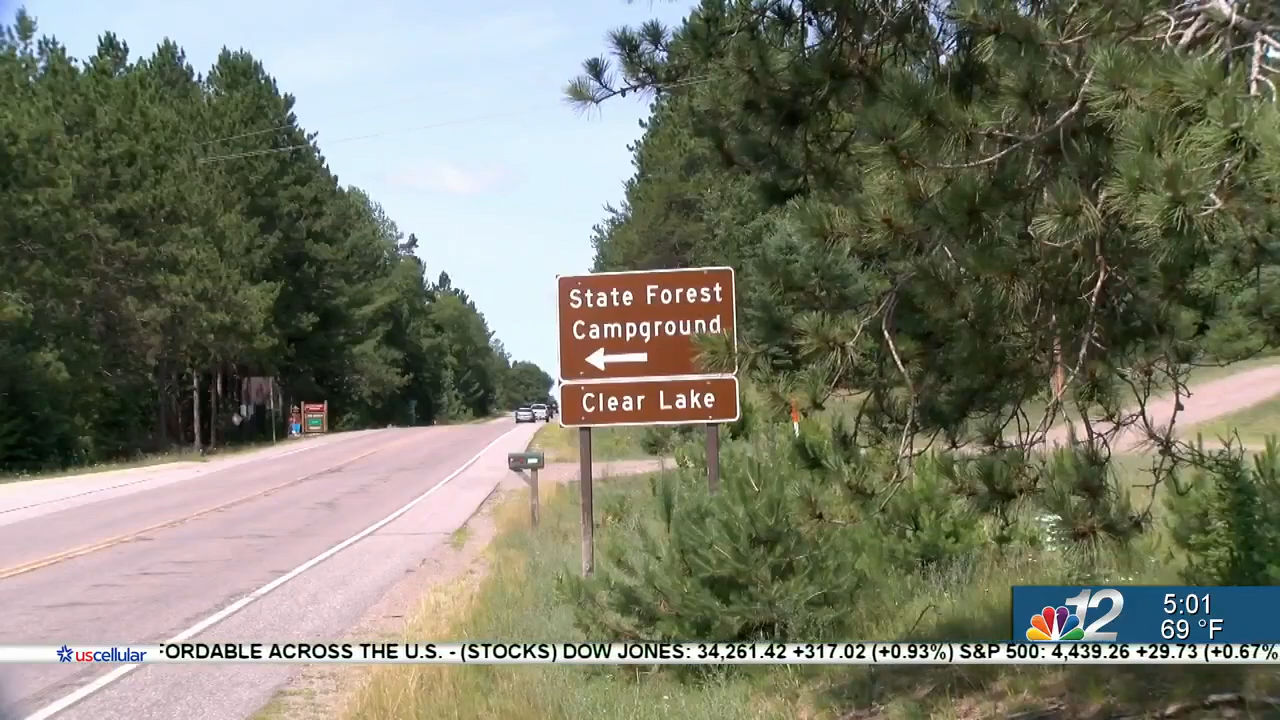 State Forest
Campground
Clear Lake
12
5:01
69 °F
uscellular
FORDABLE ACROSS THE U.S. - (STOCKS) DOW JONES: 34,261.42 +317.02 (+0.93%) S&P 500: 4,439.26 +29.73 (+0.67%